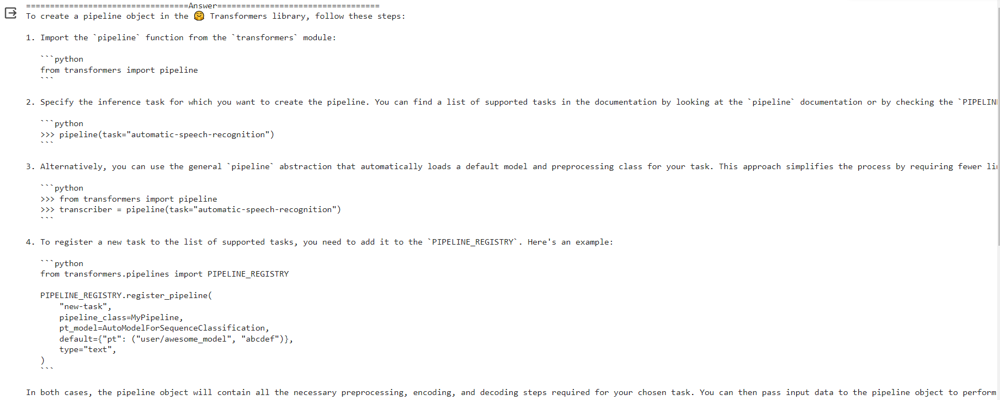 ==================================Answer==================================
To create a pipeline object in the 🤗 Transformers library, follow these steps:
1. Import the `pipeline` function from the `transformers` module:
```python
from transformers import pipeline
```
2. Specify the inference task for which you want to create the pipeline. You can find a list of supported tasks in the documentation by looking at the `pipeline` documentation or by checking the `PIPELIN
```python
>>> pipeline(task="automatic-speech-recognition")
```
3. Alternatively, you can use the general `pipeline` abstraction that automatically loads a default model and preprocessing class for your task. This approach simplifies the process by requiring fewer
```python
>>> from transformers import pipeline
>>> transcriber = pipeline(task="automatic-speech-recognition")
```
4. To register a new task to the list of supported tasks, you need to add it to the `PIPELINE_REGISTRY`. Here's an example:
```python
from transformers.pipelines import PIPELINE_REGISTRY
PIPELINE_REGISTRY.register_pipeline(
    "new-task",
    pipeline_class=MyPipeline,
    pt_model=AutoModelForSequenceClassification,
    default={"pt": ("user/awesome_model", "abcdef")},
    type="text",
)
```
In both cases, the pipeline object will contain all the necessary preprocessing, encoding, and decoding steps required for your chosen task. You can then pass input data to the pipeline object to perform